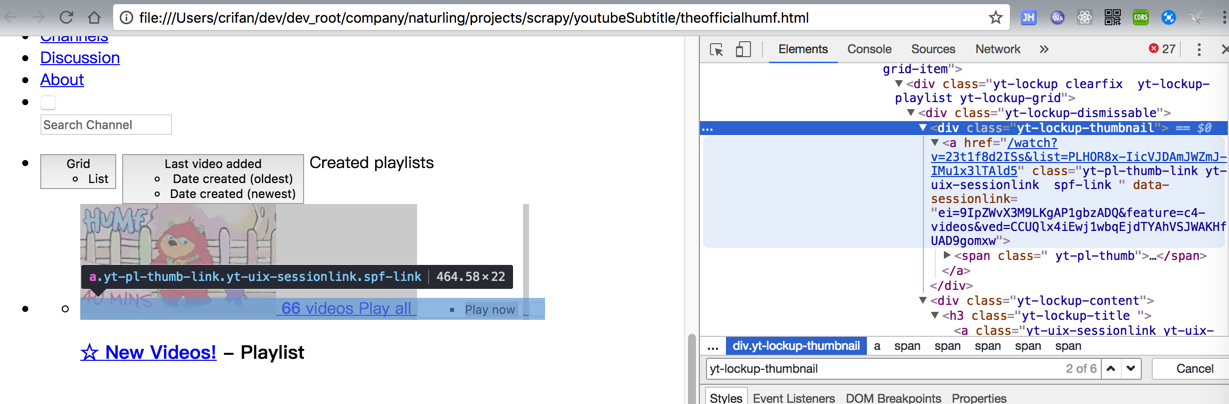 file:///Users/crifan/dev/dev_root/company/naturling/projects/scrapy/youtubeSubtitle/theofficialhumf.html
JH
Ws
CORS
Channels
Discussion
About
Search Channel
Grid
List
Last video added
Date created (oldest)
Date created (newest)
Created playlists
HUMF
a.yt-pl-thumb-link.yt-uix-sessionlink.spf-link | 464.58×22
40 MINS
66 videos Play all
Play now
☆ New Videos! – Playlist
Elements Console Sources Network » 27
grid-item">
▼<div class="yt-lockup clearfix  yt-lockup-
playlist yt-lockup-grid">
▼<div class="yt-lockup-dismissable">
... ▼<div class="yt-lockup-thumbnail"> == $0
▼<a href="/watch?
v=23t1f8d2ISs&list=PLHOR8x-IicVJDAmJWZmJ-
IMu1x3lTAld5" class="yt-pl-thumb-link yt-
uix-sessionlink  spf-link " data-
sessionlink=
"ei=9IpZWvX3M9LKgAP1gbzADQ&feature=c4-
videos&ved=CCUQlx4iEwj1wbqEjdTYAhVSJWAKHf
UAD9gomxw">
▶<span class=" yt-pl-thumb">…</span>
</a>
</div>
▼<div class="yt-lockup-content">
▼<h3 class="yt-lockup-title ">
<a class="yt-uix-sessionlink yt-uix-
... div.yt-lockup-thumbnail a span span span span span
yt-lockup-thumbnail 2 of 6 Cancel
Styles Event Listeners DOM Breakpoints Properties